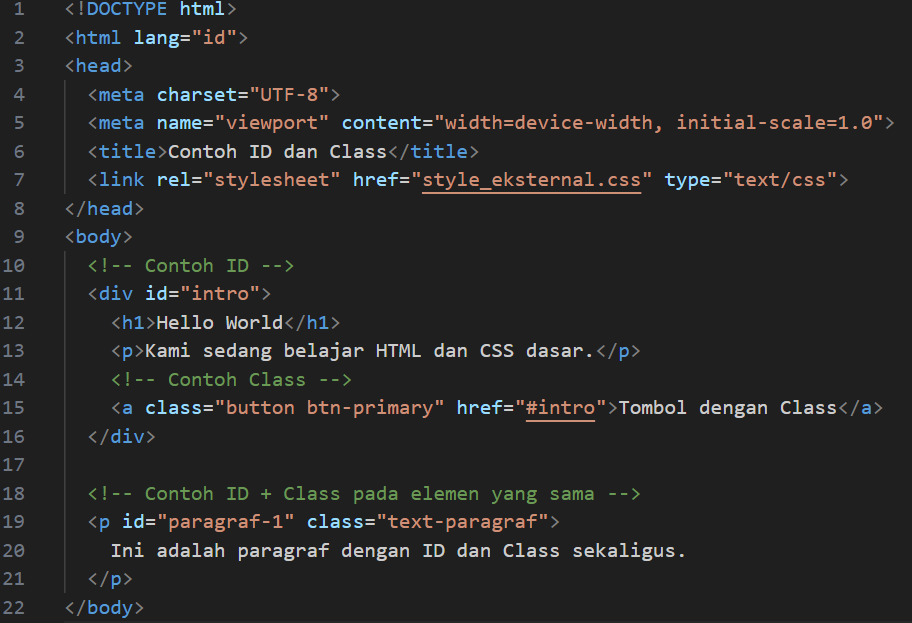 1 <!DOCTYPE html>
2 <html lang="id">
3 <head>
4   <meta charset="UTF-8">
5   <meta name="viewport" content="width=device-width, initial-scale=1.0">
6   <title>Contoh ID dan Class</title>
7   <link rel="stylesheet" href="style_eksternal.css" type="text/css">
8 </head>
9 <body>
10   <!-- Contoh ID -->
11   <div id="intro">
12     <h1>Hello World</h1>
13     <p>Kami sedang belajar HTML dan CSS dasar.</p>
14     <!-- Contoh Class -->
15     <a class="button btn-primary" href="#intro">Tombol dengan Class</a>
16   </div>
17
18   <!-- Contoh ID + Class pada elemen yang sama -->
19   <p id="paragraf-1" class="text-paragraf">
20     Ini adalah paragraf dengan ID dan Class sekaligus.
21   </p>
22 </body>